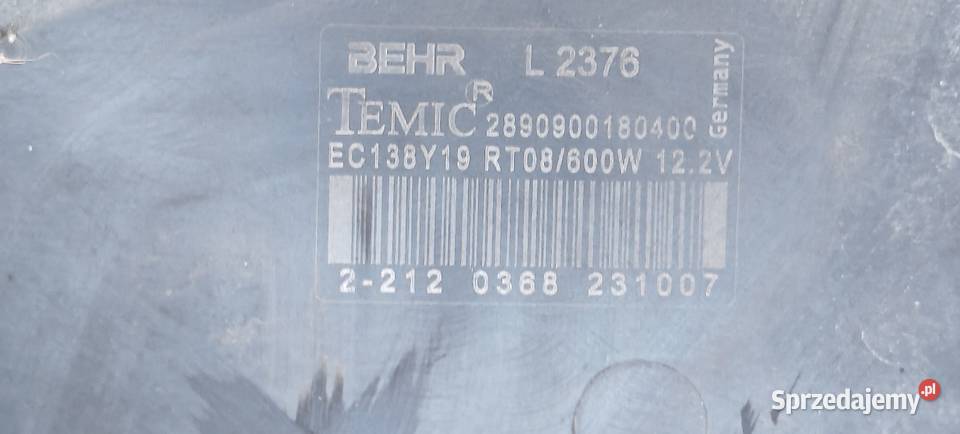 BEHR L 2376
TEMIC® 2890900180400 Germany
EC138Y19 RT08/600W 12.2V
2-212 0368 231007
Sprzedajemy.pl